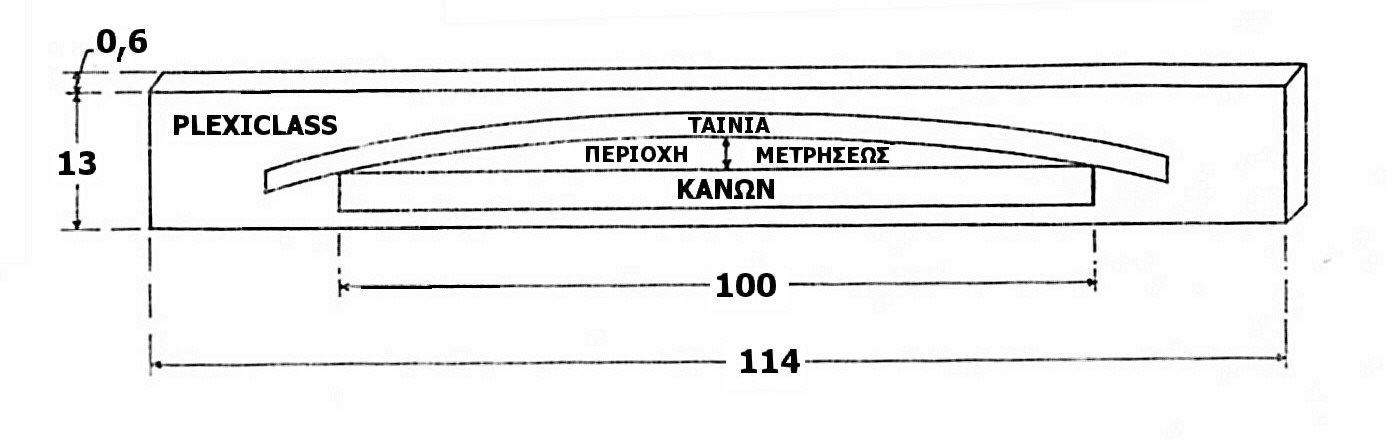 0,6
PLEXICLASS
ΤΑΙΝΙΑ
ΠΕΡΙΟΧΗ ΜΕΤΡΗΣΕΩΣ
13
ΚΑΝΩΝ
100
114